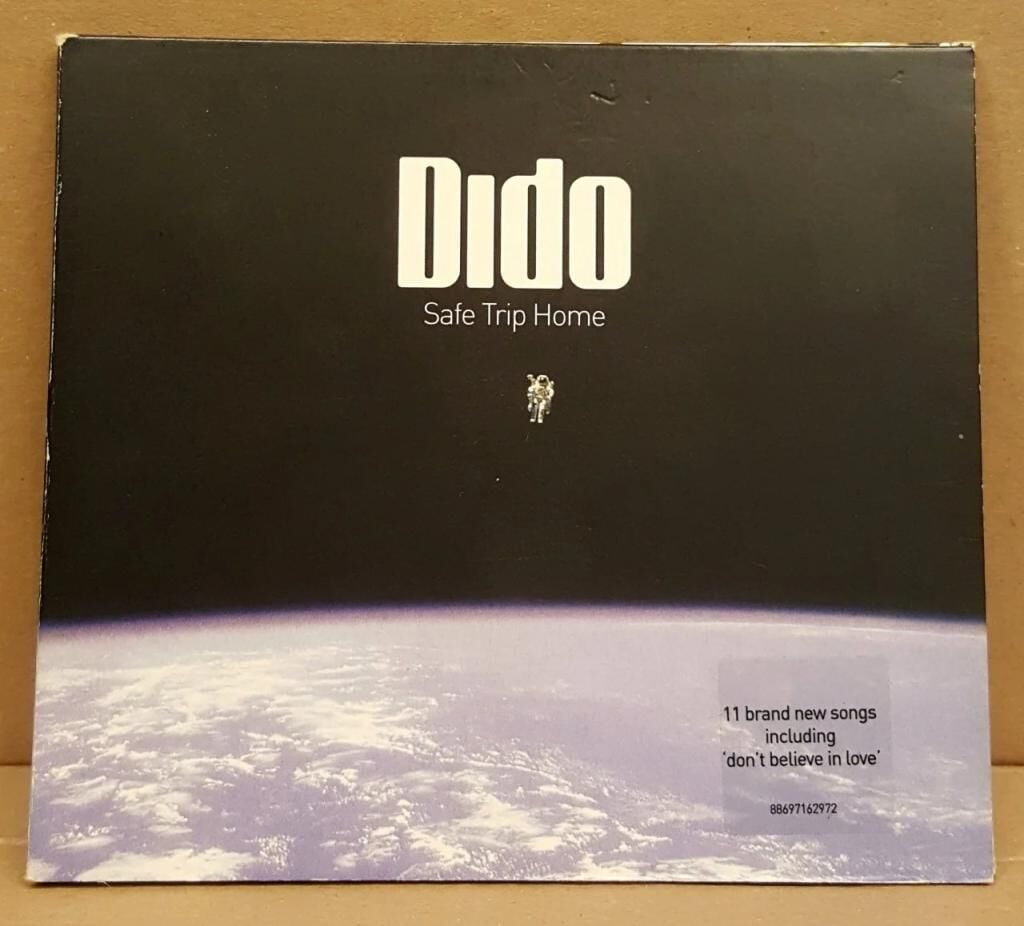 Dido
Safe Trip Home
11 brand new songs
including
'don't believe in love'
88697162972